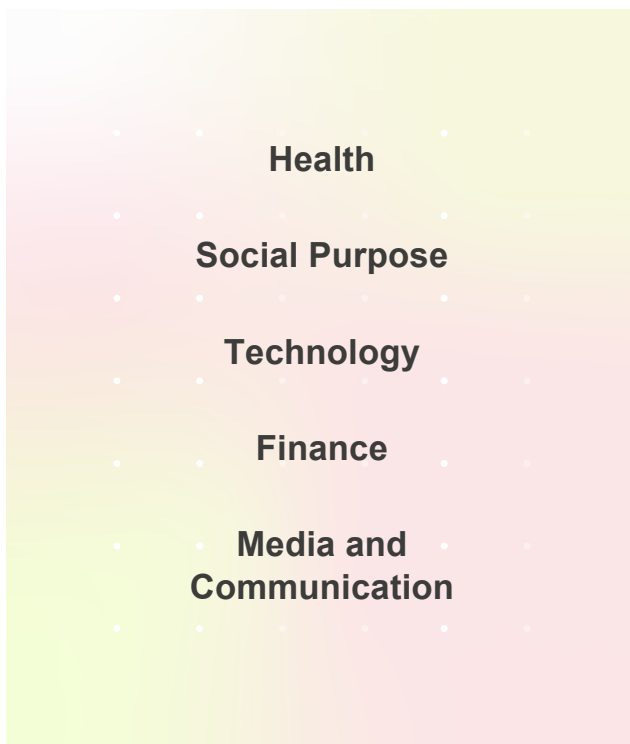 Health
Social Purpose
Technology
Finance
Media and
Communication